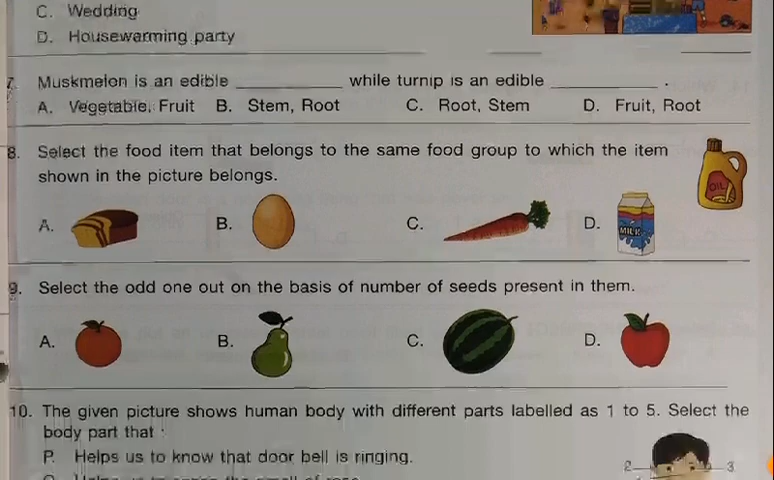 C. Wedding
D. Housewarming party
7. Muskmelon is an edible __________ while turnip is an edible __________ .
A. Vegetable, Fruit B. Stem, Root C. Root, Stem D. Fruit, Root
8. Select the food item that belongs to the same food group to which the item
shown in the picture belongs.
OIL
A. B. C. D.
MILK
9. Select the odd one out on the basis of number of seeds present in them.
A. B. C. D.
10. The given picture shows human body with different parts labelled as 1 to 5. Select the
body part that :
P. Helps us to know that door bell is ringing.
2 3